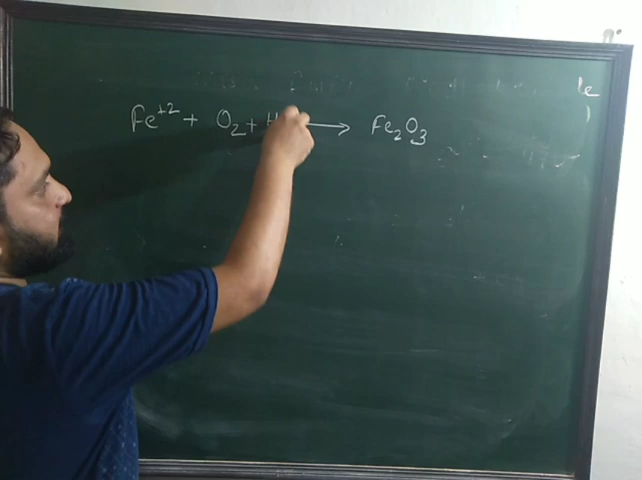 Fe+2 + O2 + H → Fe2O3